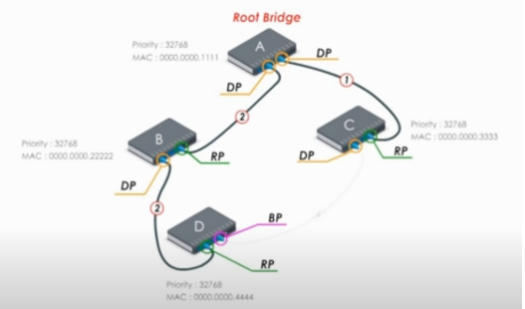 Root Bridge
Priority : 32768
MAC : 0000.0000.1111
A
DP
DP
1
2
Priority : 32768
MAC : 0000.0000.22222
B
RP
DP
C
Priority : 32768
MAC : 0000.0000.3333
DP
RP
2
D
BP
RP
Priority : 32768
MAC : 0000.0000.4444